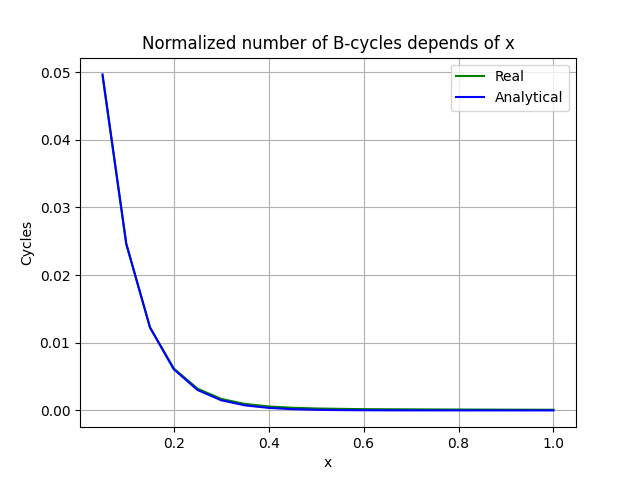 Normalized number of B-cycles depends of x
Real
Analytical
Cycles
0.05
0.04
0.03
0.02
0.01
0.00
0.2
0.4
0.6
0.8
1.0
x